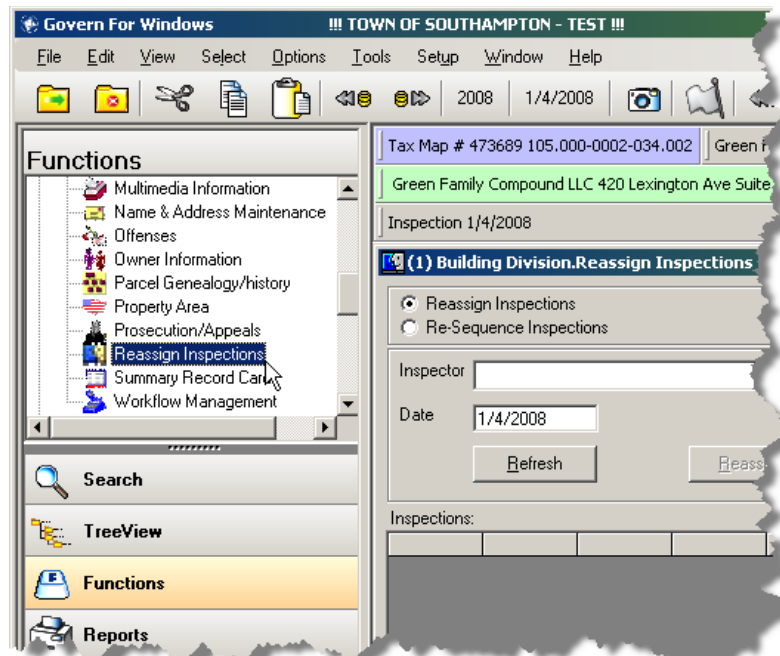 Govern For Windows !!! TOWN OF SOUTHAMPTON - TEST !!!
File Edit View Select Options Tools Setup Window Help
2008 1/4/2008
Functions
Multimedia Information
Name & Address Maintenance
Offenses
Owner Information
Parcel Genealogy/history
Property Area
Prosecution/Appeals
Reassign Inspections
Summary Record Card
Workflow Management
Search
TreeView
Functions
Reports
Tax Map # 473689 105.000-0002-034.002 Green
Green Family Compound LLC 420 Lexington Ave Suite
Inspection 1/4/2008
(1) Building Division.Reassign Inspections
Reassign Inspections
Re-Sequence Inspections
Inspector
Date 1/4/2008
Refresh Reass
Inspections: